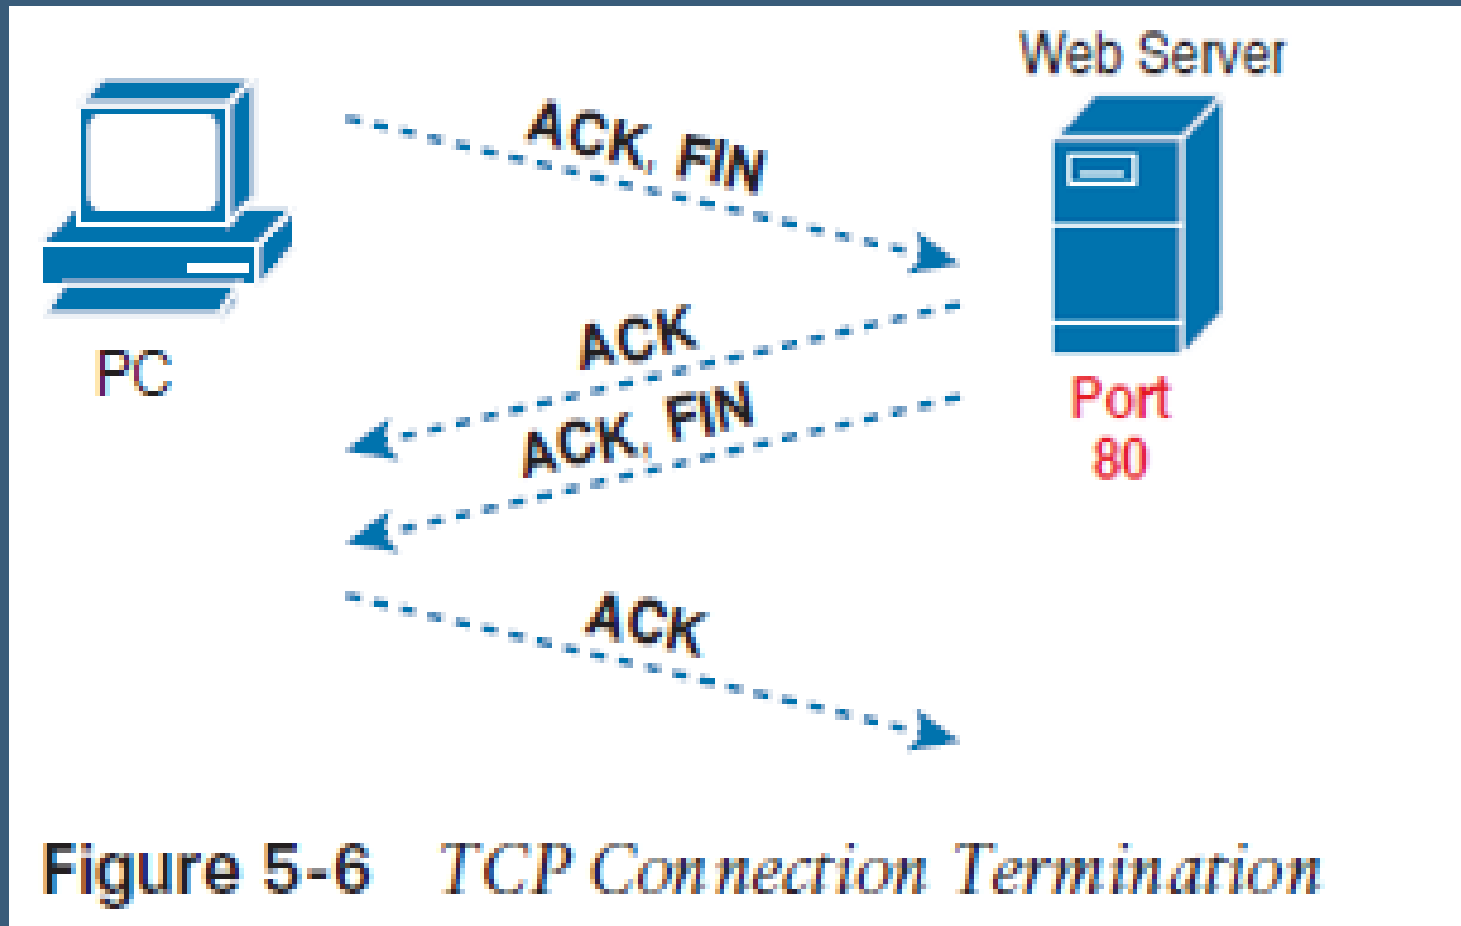 Web Server
ACK, FIN
ACK
PC
ACK, FIN
Port
80
ACK
Figure 5-6 TCP Connection Termination